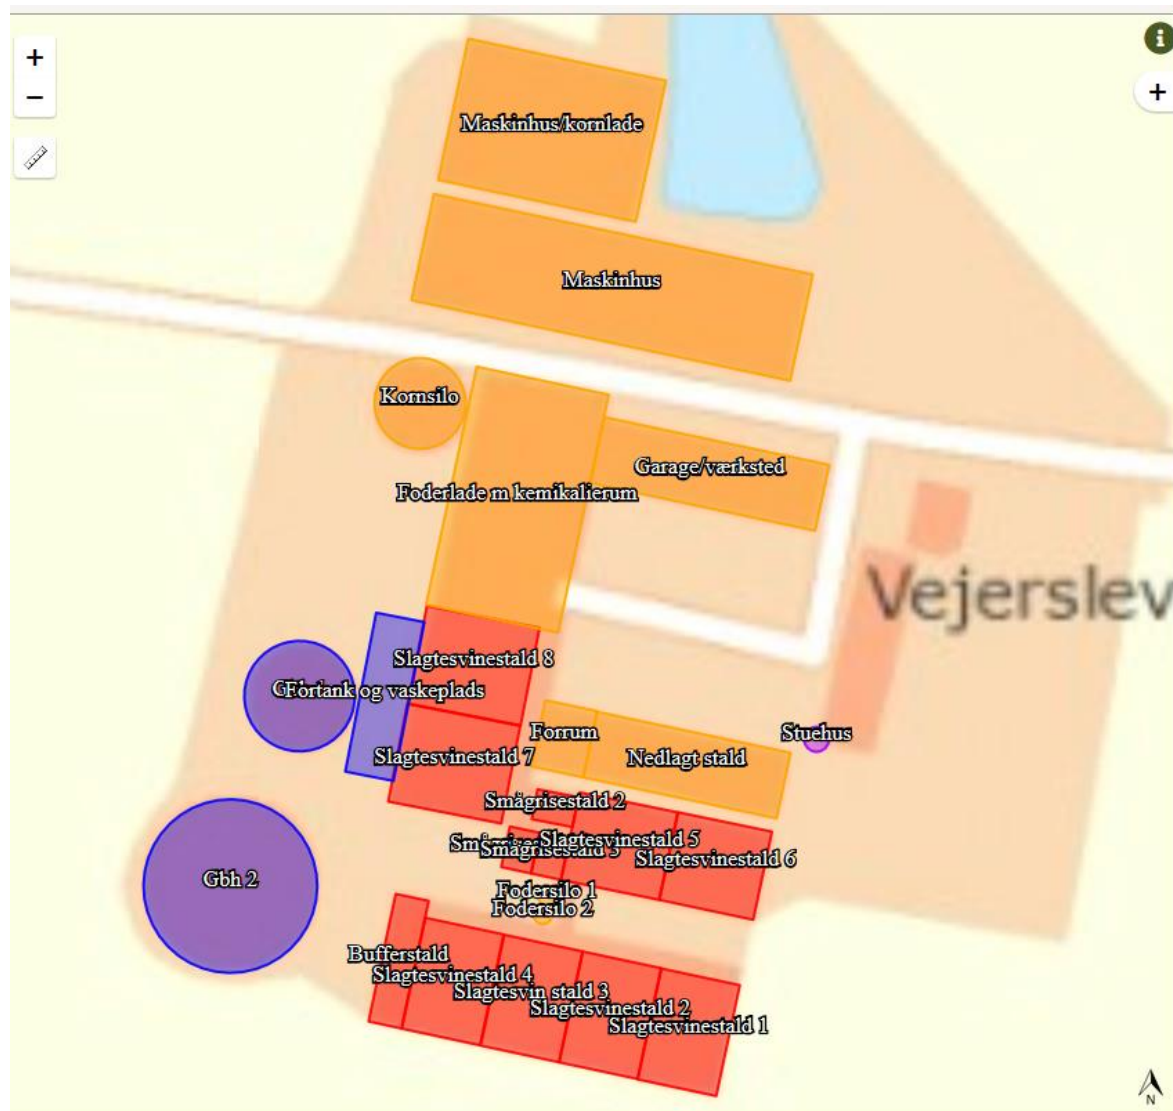 +
−
i
+
Maskinhus/kornlade
Maskinhus
Kornsilo
Garage/værksted
Foderlade m kemikalierum
Vejerslev
Slagtesvinestald 8
Fortank og vaskeplads
Slagtesvinestald 7
Forrum
Nedlagt stald
Stuehus
Smågrisestald 2
Slagtesvinestald 5
Smågrisestald 3
Slagtesvinestald 6
Gbh 2
Fodersilo 1
Fodersilo 2
Bufferstald
Slagtesvinestald 4
Slagtesvin stald 3
Slagtesvinestald 2
Slagtesvinestald 1
N